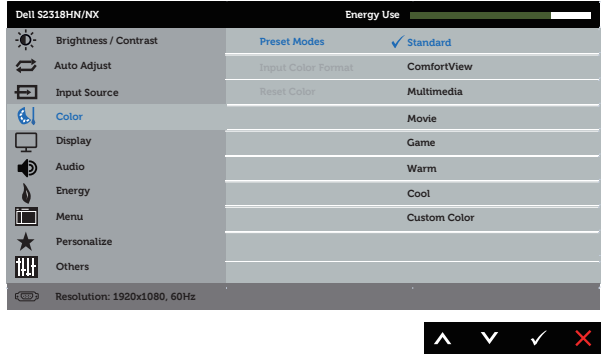 Dell S2318HN/NX Energy Use
Brightness / Contrast Preset Modes Standard
Auto Adjust Input Color Format ComfortView
Input Source Reset Color Multimedia
Color Movie
Display Game
Audio Warm
Energy Cool
Menu Custom Color
Personalize
Others
Resolution: 1920x1080, 60Hz